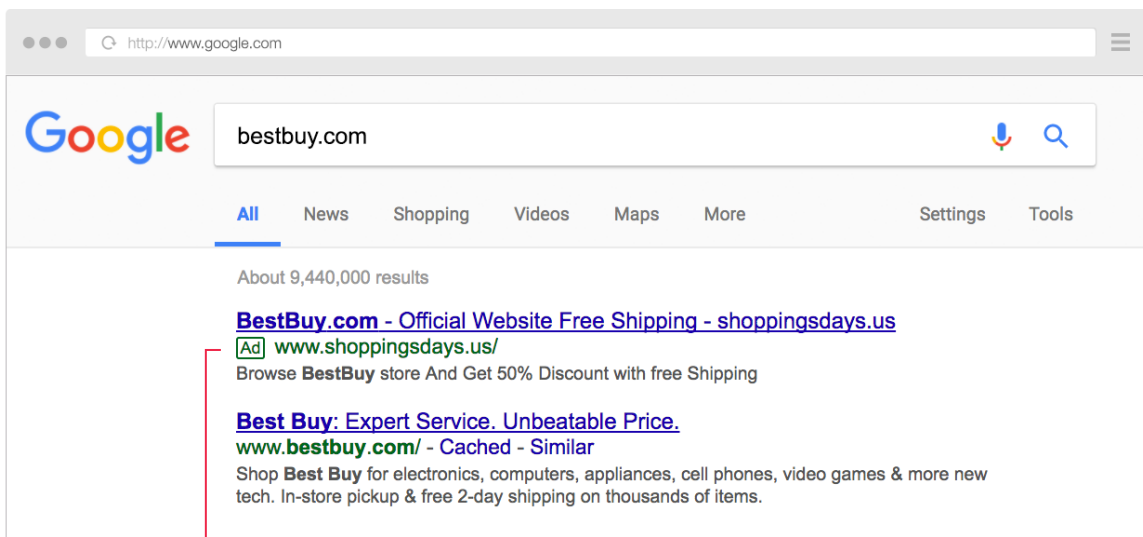 http://www.google.com
Google
bestbuy.com
All News Shopping Videos Maps More Settings Tools
About 9,440,000 results
BestBuy.com - Official Website Free Shipping - shoppingsdays.us
Ad www.shoppingsdays.us/
Browse BestBuy store And Get 50% Discount with free Shipping
Best Buy: Expert Service. Unbeatable Price.
www.bestbuy.com/ - Cached - Similar
Shop Best Buy for electronics, computers, appliances, cell phones, video games & more new
tech. In-store pickup & free 2-day shipping on thousands of items.